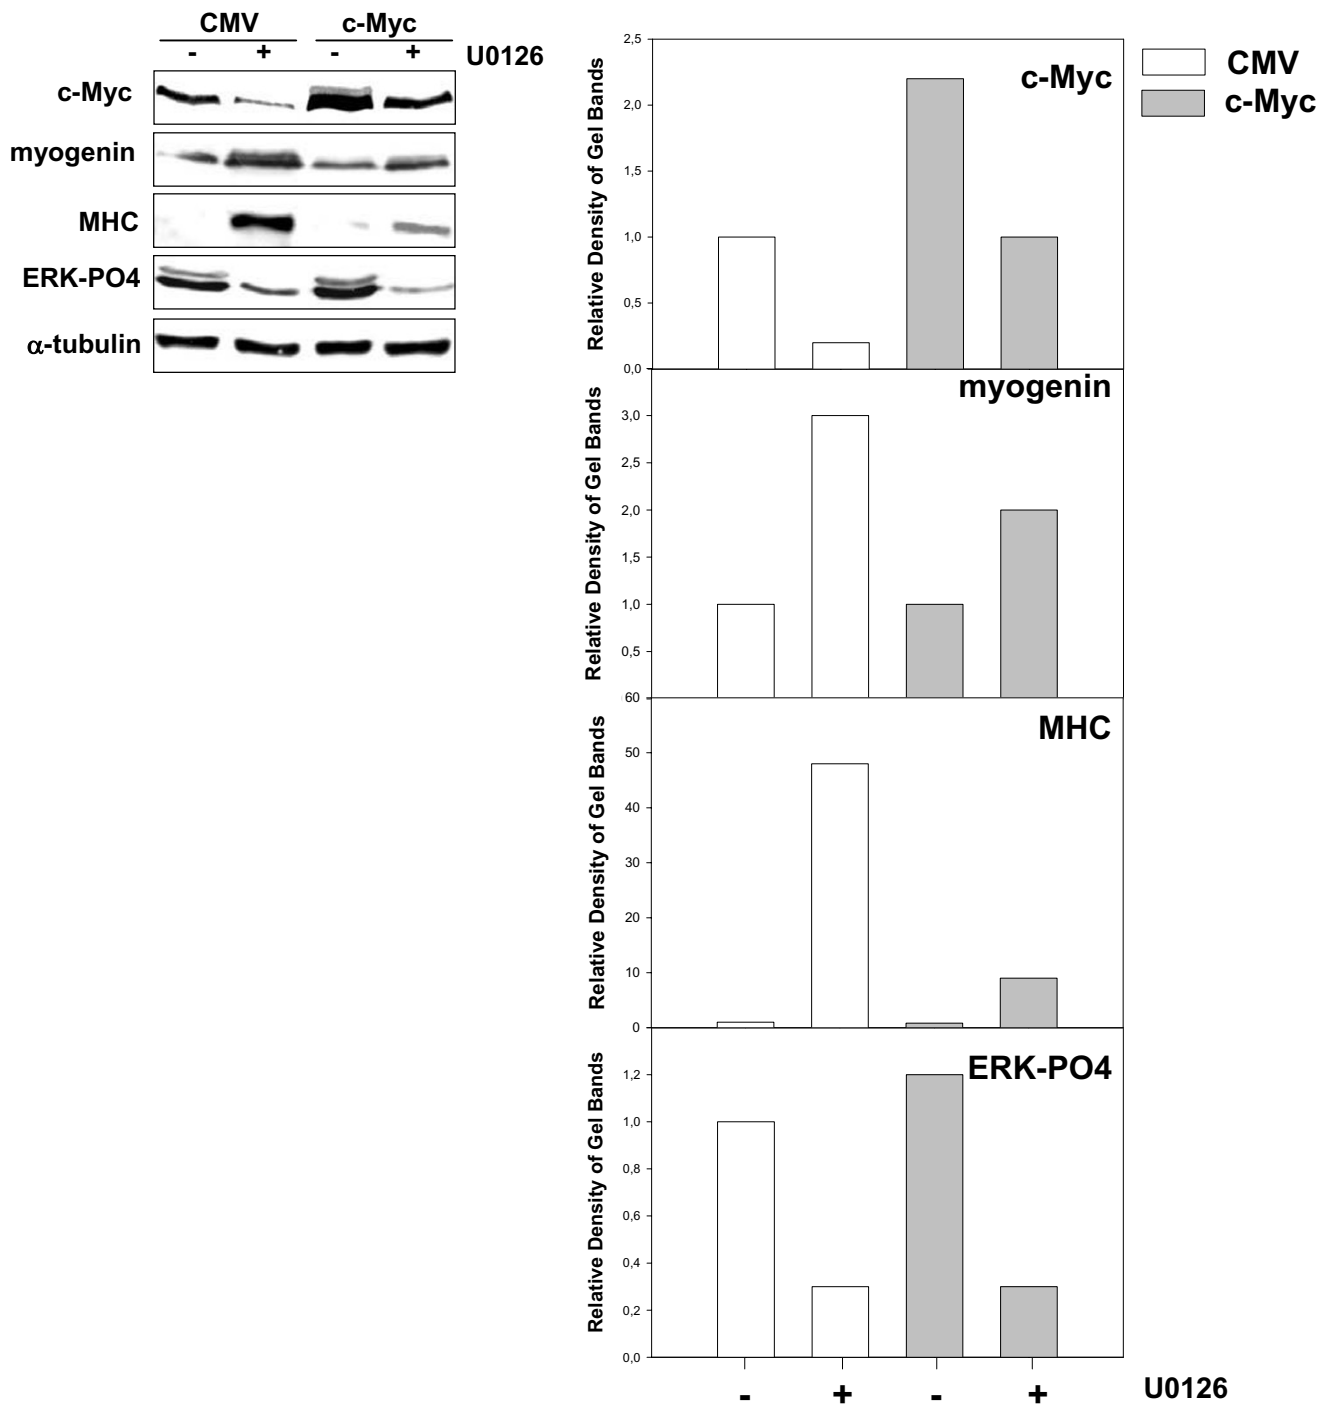 CMV c-Myc
- + - + U0126
c-Myc
myogenin
MHC
ERK-PO4
α-tubulin
CMV
c-Myc
c-Myc
Relative Density of Gel Bands
2,5
2,0
1,5
1,0
0,5
0,0
myogenin
Relative Density of Gel Bands
3,0
2,5
2,0
1,5
1,0
0,5
MHC
Relative Density of Gel Bands
60
50
40
30
20
10
0
ERK-PO4
Relative Density of Gel Bands
1,2
1,0
0,8
0,6
0,4
0,2
0,0
- + - + U0126